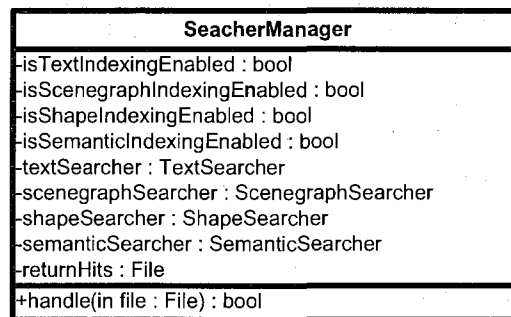 SeacherManager
-isTextIndexingEnabled : bool
-isScenegraphIndexingEnabled : bool
-isShapeIndexingEnabled : bool
-isSemanticIndexingEnabled : bool
-textSearcher : TextSearcher
-scenegraphSearcher : ScenegraphSearcher
-shapeSearcher : ShapeSearcher
-semanticSearcher : SemanticSearcher
-returnHits : File
+handle(in file : File) : bool